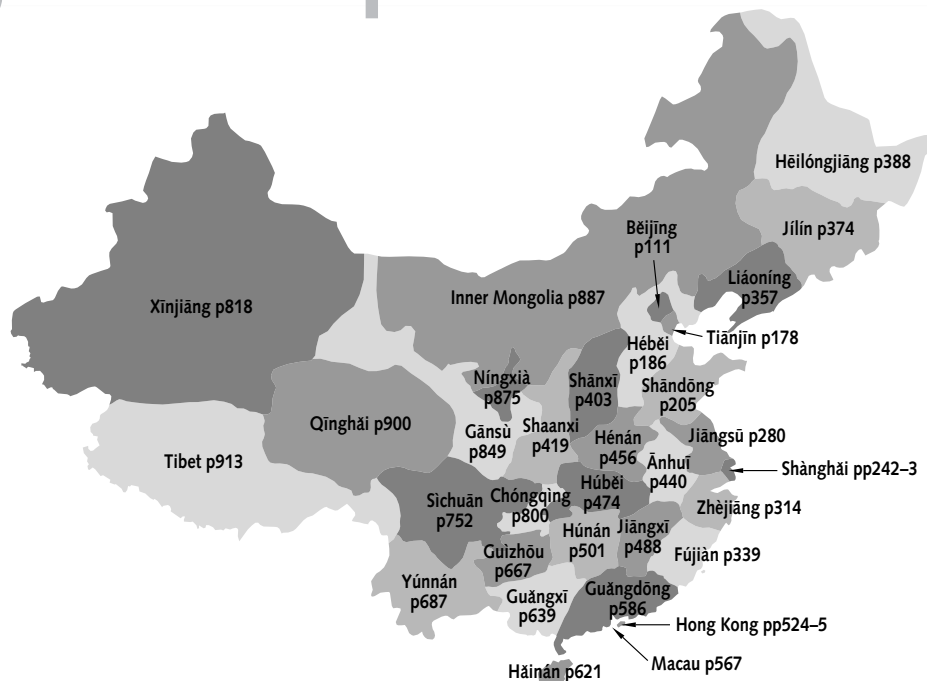 Hēilóngjiāng p388
Jílín p374
Běijīng
p111
Liáoníng
p357
Inner Mongolia p887
Xīnjiāng p818
Tiānjīn p178
Héběi
p186
Níngxià
p875
Shānxī
p403
Shāndōng
p205
Qīnghǎi p900
Gānsù
p849
Shaanxi
p419
Hénán
p456
Jiāngsū p280
Tibet p913
Ānhuī
p440
Shànghǎi pp242–3
Sìchuān
p752
Chóngqìng
p800
Húběi
p474
Zhèjiāng p314
Húnán
p501
Jiāngxī
p488
Guìzhōu
p667
Fújiàn p339
Yúnnán
p687
Guǎngxī
p639
Guǎngdōng
p586
Hong Kong pp524–5
Macau p567
Hǎinán p621